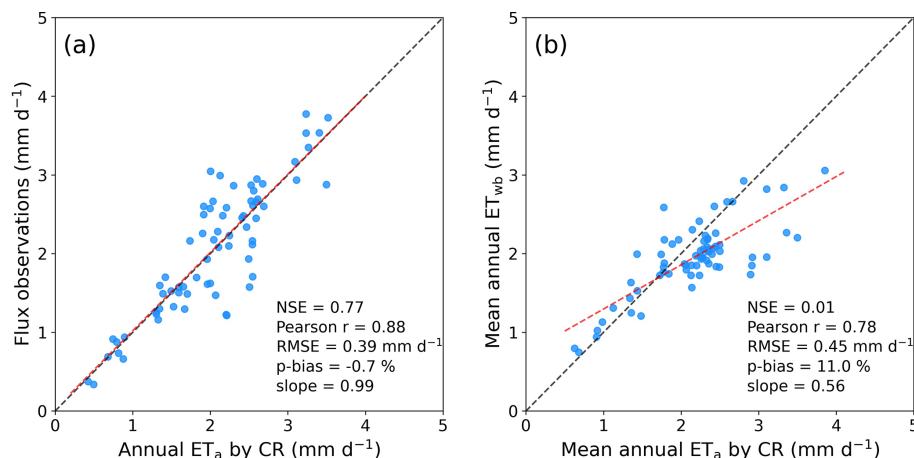 (a)
Flux observations (mm d⁻¹)
5
4
3
2
1
0
NSE = 0.77
Pearson r = 0.88
RMSE = 0.39 mm d⁻¹
p-bias = -0.7 %
slope = 0.99
0 1 2 3 4 5
Annual ETₐ by CR (mm d⁻¹)
(b)
Mean annual ET_wb (mm d⁻¹)
5
4
3
2
1
0
NSE = 0.01
Pearson r = 0.78
RMSE = 0.45 mm d⁻¹
p-bias = 11.0 %
slope = 0.56
0 1 2 3 4 5
Mean annual ETₐ by CR (mm d⁻¹)